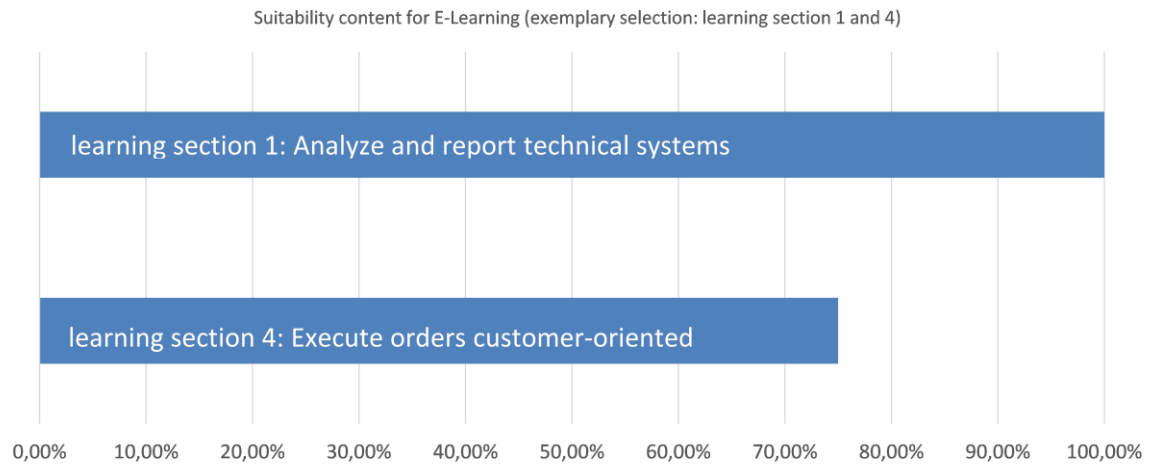 Suitability content for E-Learning (exemplary selection: learning section 1 and 4)
learning section 1: Analyze and report technical systems
learning section 4: Execute orders customer-oriented
0,00% 10,00% 20,00% 30,00% 40,00% 50,00% 60,00% 70,00% 80,00% 90,00% 100,00%